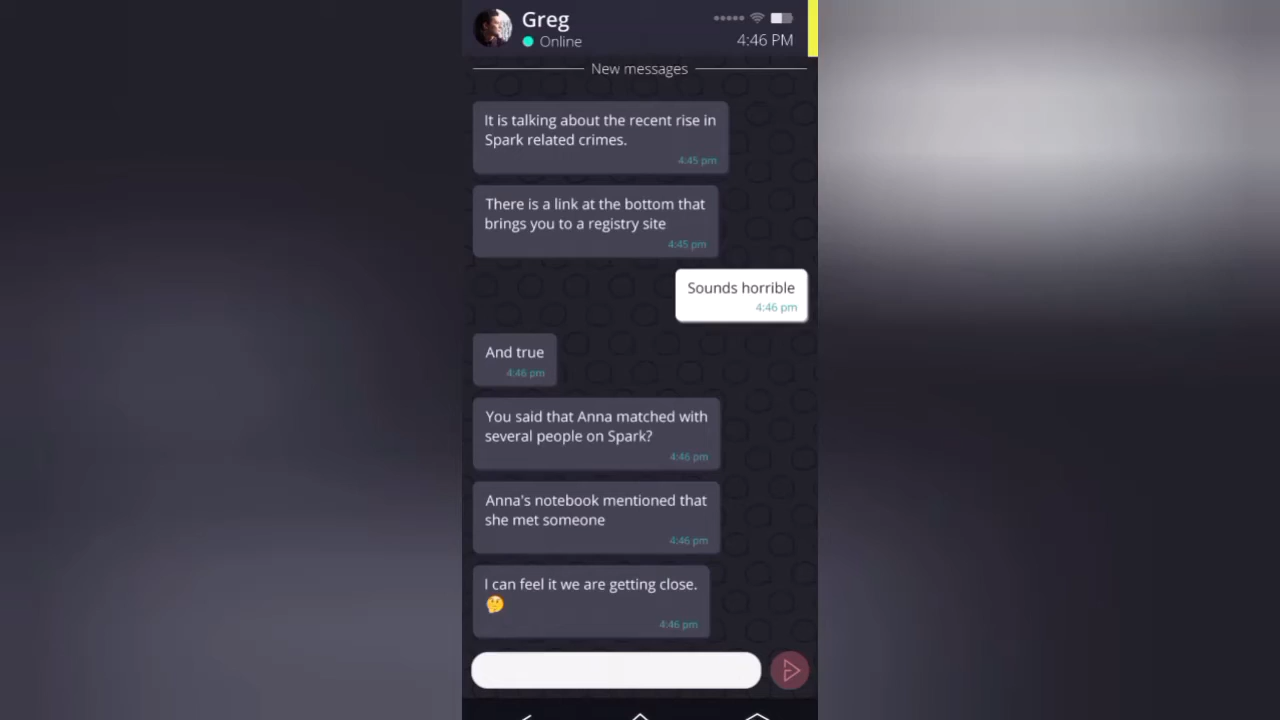 Greg
Online
4:46 PM
New messages
It is talking about the recent rise in
Spark related crimes.
4:45 pm
There is a link at the bottom that
brings you to a registry site
4:45 pm
Sounds horrible
4:46 pm
And true
4:46 pm
You said that Anna matched with
several people on Spark?
4:46 pm
Anna's notebook mentioned that
she met someone
4:46 pm
I can feel it we are getting close.
🤔
4:46 pm